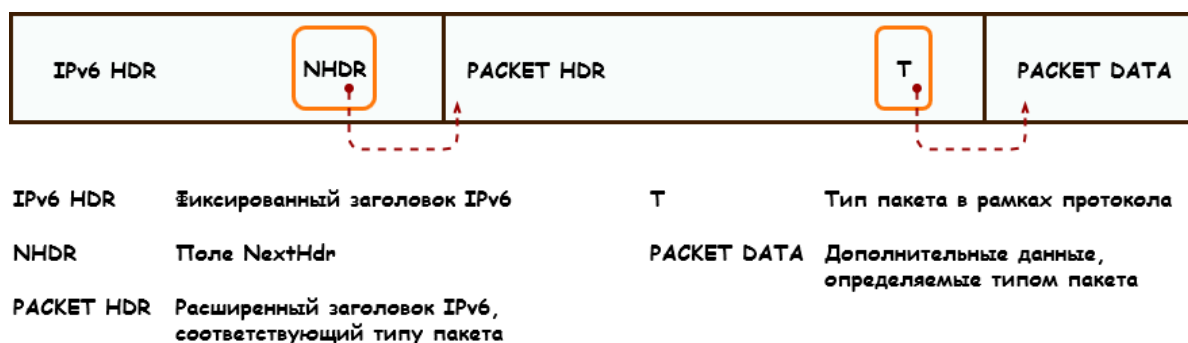 IPv6 HDR NHDR PACKET HDR T PACKET DATA
IPv6 HDR Фиксированный заголовок IPv6
NHDR Поле NextHdr
PACKET HDR Расширенный заголовок IPv6,
соответствующий типу пакета
T Тип пакета в рамках протокола
PACKET DATA Дополнительные данные,
определяемые типом пакета